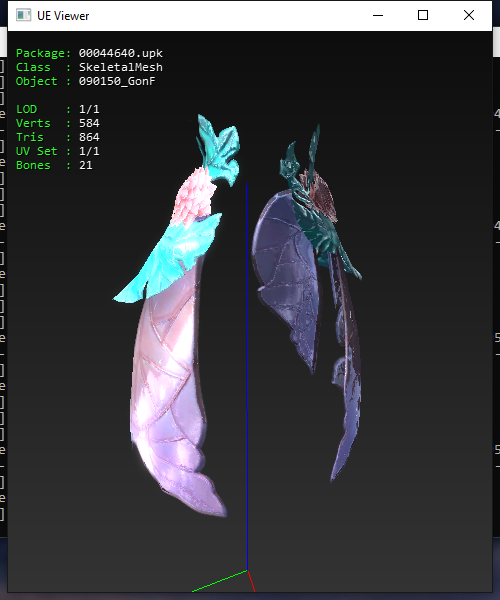 UE Viewer
Package: 00044640.upk
Class  : SkeletalMesh
Object : 090150_GonF
LOD    : 1/1
Verts  : 584
Tris   : 864
UV Set : 1/1
Bones  : 21